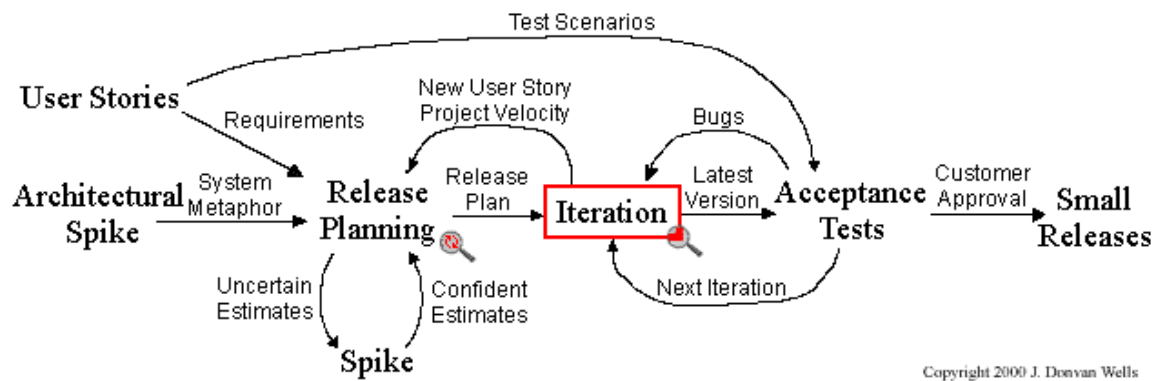 Test Scenarios
User Stories
New User Story
Project Velocity
Bugs
Requirements
Architectural
Spike
System
Metaphor
Release
Planning
Release
Plan
Iteration
Latest
Version
Acceptance
Tests
Customer
Approval
Small
Releases
Uncertain
Estimates
Confident
Estimates
Next Iteration
Spike
Copyright 2000 J. Donvan Wells